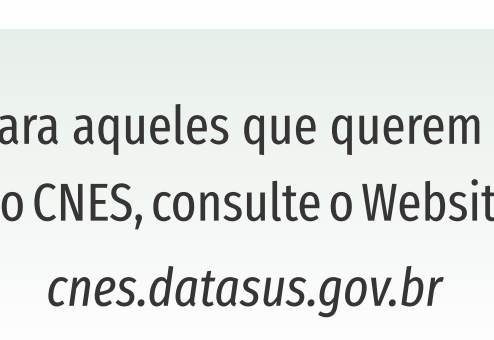 ara aqueles que querem
o CNES, consulte o Websit
cnes.datasus.gov.br